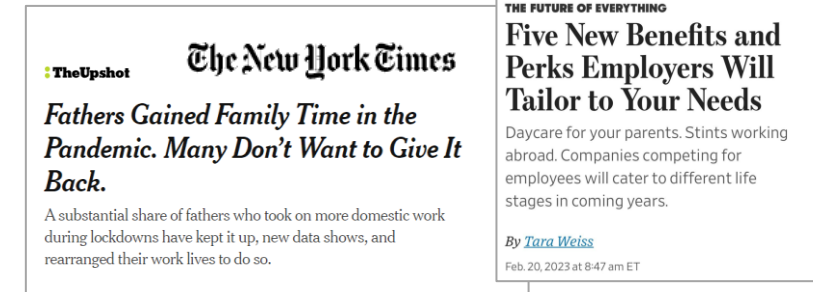 TheUpshot
The New York Times
Fathers Gained Family Time in the
Pandemic. Many Don't Want to Give It
Back.
A substantial share of fathers who took on more domestic work
during lockdowns have kept it up, new data shows, and
rearranged their work lives to do so.
THE FUTURE OF EVERYTHING
Five New Benefits and
Perks Employers Will
Tailor to Your Needs
Daycare for your parents. Stints working
abroad. Companies competing for
employees will cater to different life
stages in coming years.
By Tara Weiss
Feb. 20, 2023 at 8:47 am ET